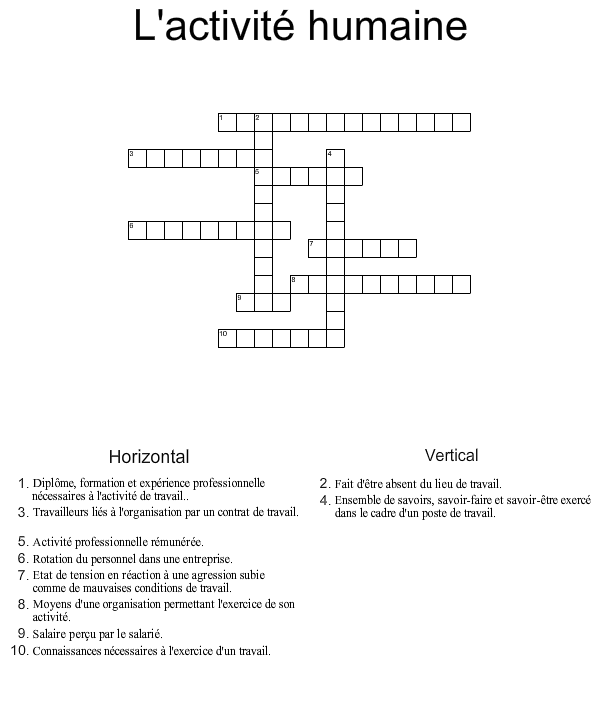 L'activité humaine
1
2
3
4
5
6
7
8
9
10
Horizontal
1. Diplôme, formation et expérience professionnelle
nécessaires à l'activité de travail..
3. Travailleurs liés à l'organisation par un contrat de travail.
5. Activité professionnelle rémunérée.
6. Rotation du personnel dans une entreprise.
7. Etat de tension en réaction à une agression subie
comme de mauvaises conditions de travail.
8. Moyens d'une organisation permettant l'exercice de son
activité.
9. Salaire perçu par le salarié.
10. Connaissances nécessaires à l'exercice d'un travail.
Vertical
2. Fait d'être absent du lieu de travail.
4. Ensemble de savoirs, savoir-faire et savoir-être exercé
dans le cadre d'un poste de travail.